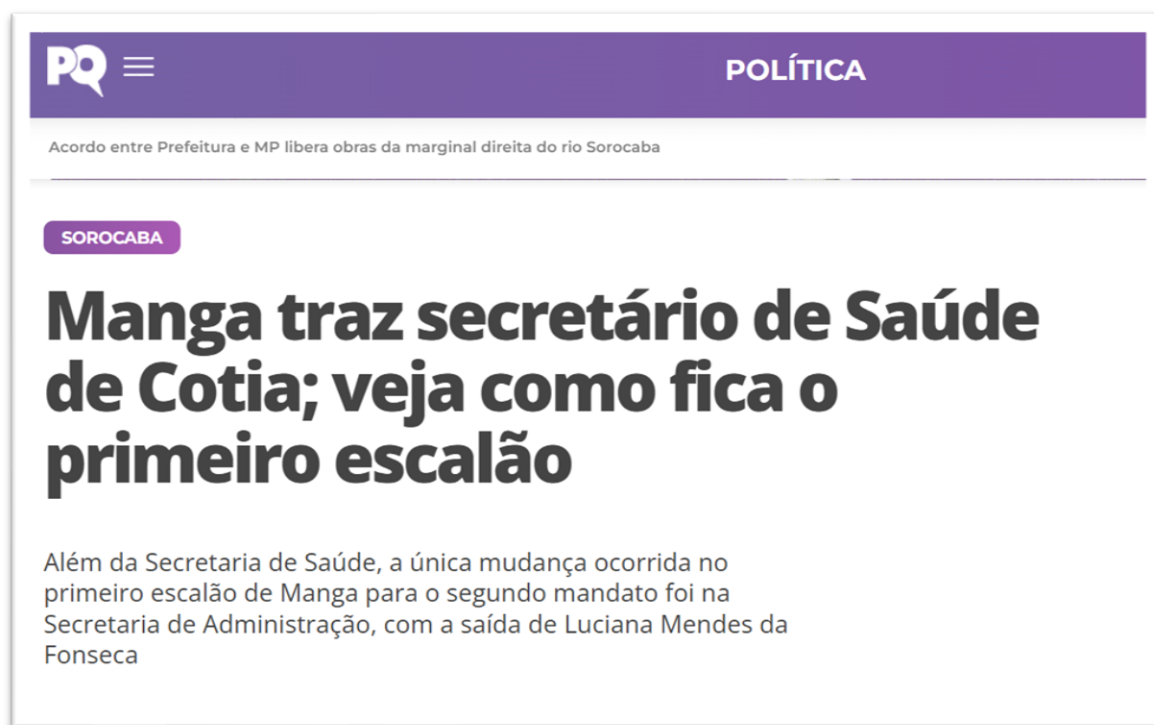 PQ
POLÍTICA
Acordo entre Prefeitura e MP libera obras da marginal direita do rio Sorocaba
SOROCABA
Manga traz secretário de Saúde
de Cotia; veja como fica o
primeiro escalão
Além da Secretaria de Saúde, a única mudança ocorrida no
primeiro escalão de Manga para o segundo mandato foi na
Secretaria de Administração, com a saída de Luciana Mendes da
Fonseca